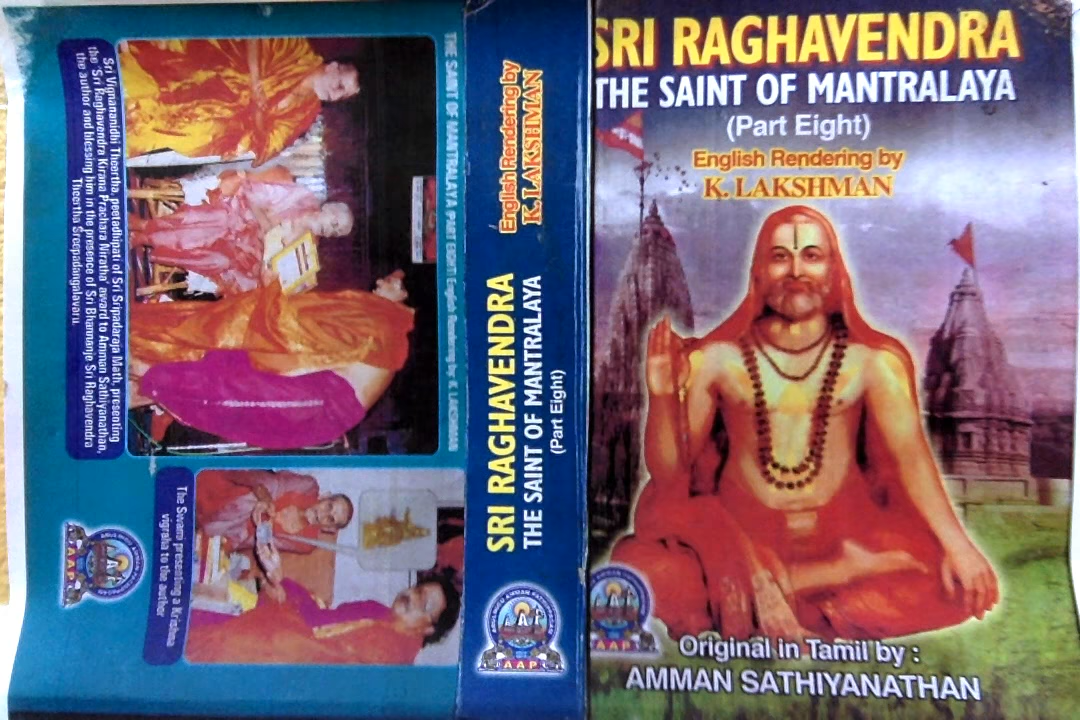 SRI RAGHAVENDRA
THE SAINT OF MANTRALAYA
(Part Eight)
English Rendering by
K. LAKSHMAN
Original in Tamil by :
AMMAN SATHIYANATHAN
English Rendering by
K. LAKSHMAN
SRI RAGHAVENDRA
THE SAINT OF MANTRALAYA
(Part Eight)
AAP
THE SAINT OF MANTRALAYA (PART EIGHT) English Rendering by K. LAKSHMAN
Sri Vignananidhi Theertha, peetadhipati of Sri Sripadaraja Math, presenting
the 'Sri Raghavendra Kirana Prachara Niratha' award to Amman Sathiyanathan,
the author and blessing him in the presence of Sri Bhannanje Sri Raghavendra
Theertha Sreepadangalavaru.
The Swami presenting a Krishna
vigraha to the author
AAP